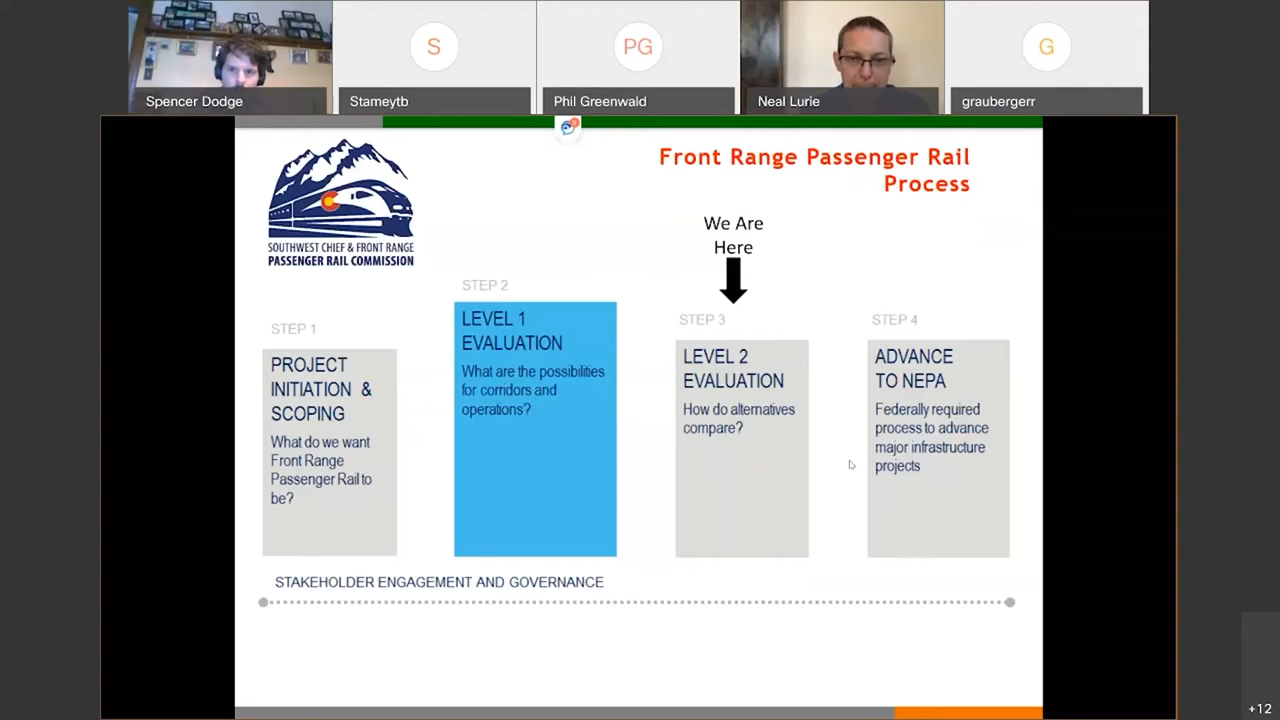 S
PG
G
Spencer Dodge
Stameytb
Phil Greenwald
Neal Lurie
graubergerr
Front Range Passenger Rail
Process
SOUTHWEST CHIEF & FRONT RANGE
PASSENGER RAIL COMMISSION
We Are
Here
STEP 1
PROJECT
INITIATION &
SCOPING
What do we want
Front Range
Passenger Rail to
be?
STEP 2
LEVEL 1
EVALUATION
What are the possibilities
for corridors and
operations?
STEP 3
LEVEL 2
EVALUATION
How do alternatives
compare?
STEP 4
ADVANCE
TO NEPA
Federally required
process to advance
major infrastructure
projects
STAKEHOLDER ENGAGEMENT AND GOVERNANCE
+12